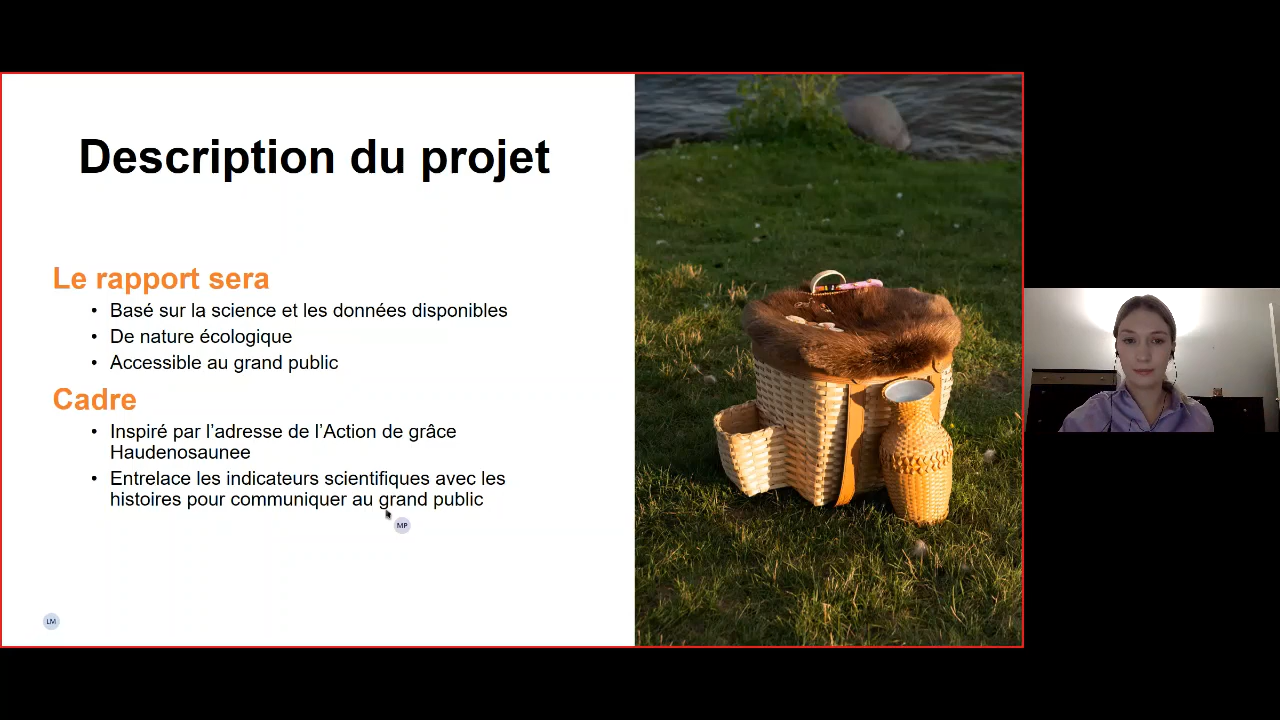 Description du projet
Le rapport sera
• Basé sur la science et les données disponibles
• De nature écologique
• Accessible au grand public
Cadre
• Inspiré par l’adresse de l’Action de grâce
Haudenosaunee
• Entrelace les indicateurs scientifiques avec les
histoires pour communiquer au grand public
MP
LM